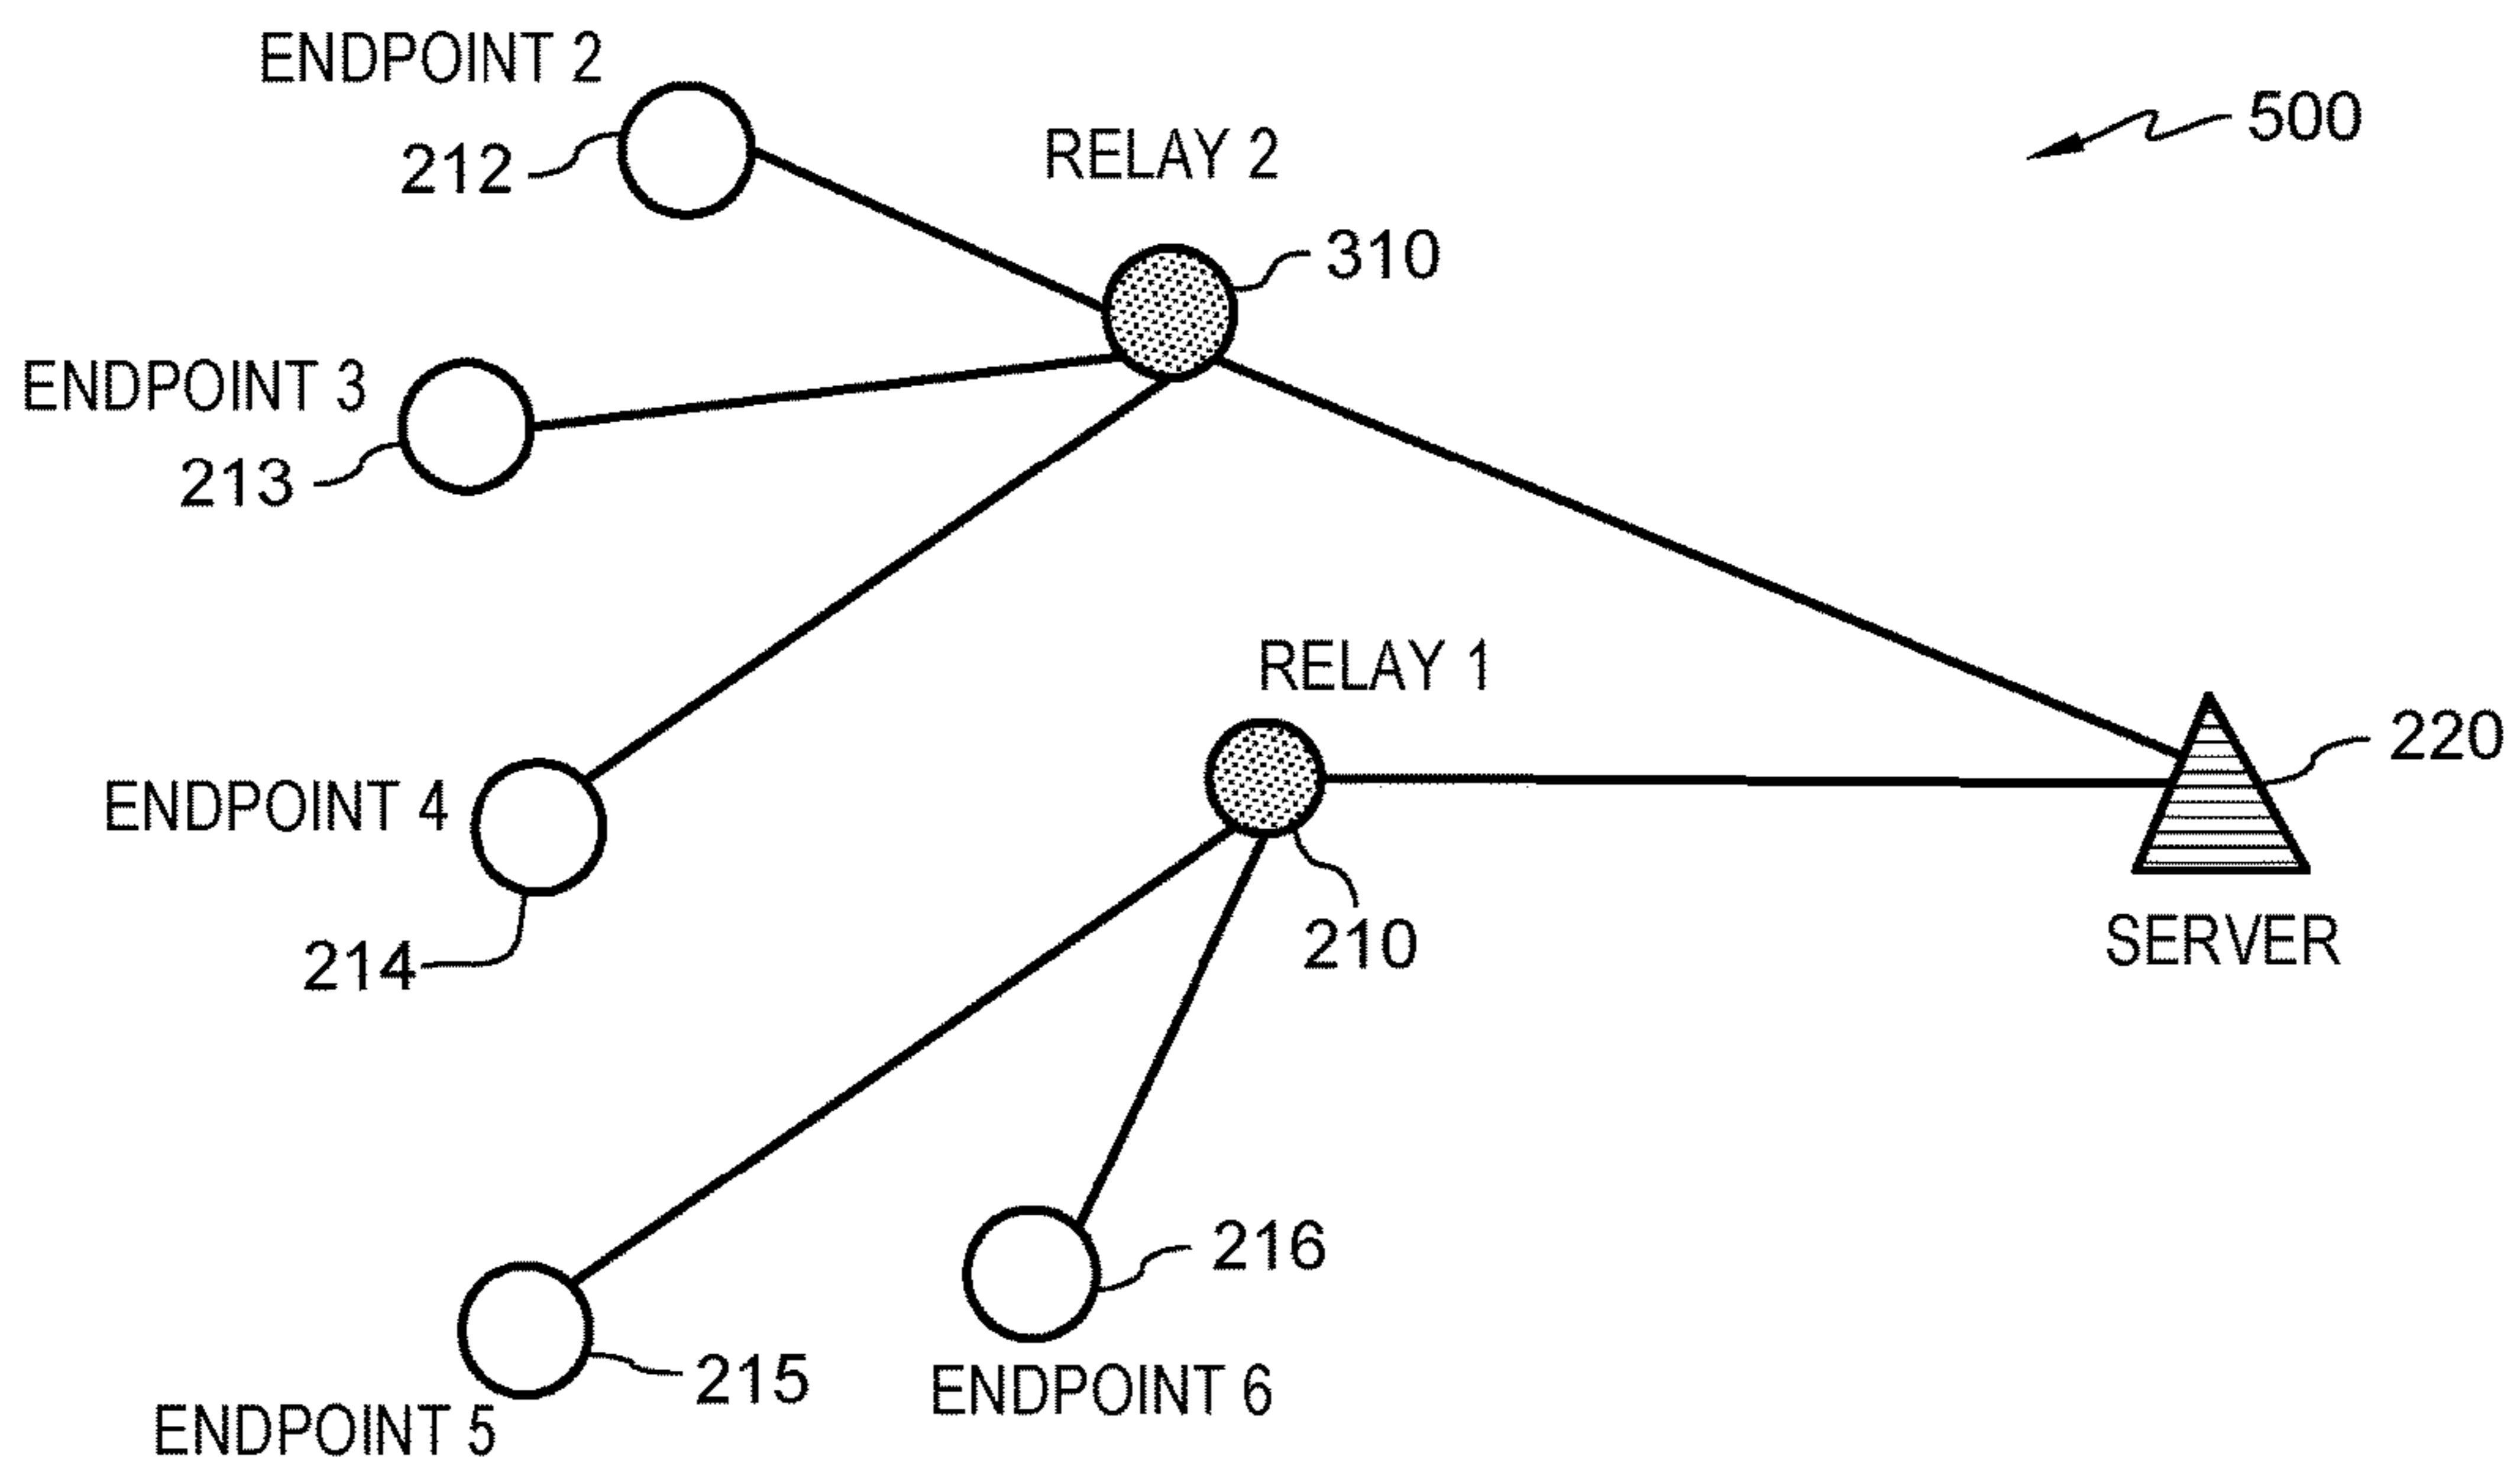 ENDPOINT 2
212
RELAY 2
500
310
ENDPOINT 3
213
RELAY 1
220
ENDPOINT 4
214
210
SERVER
216
215
ENDPOINT 6
ENDPOINT 5